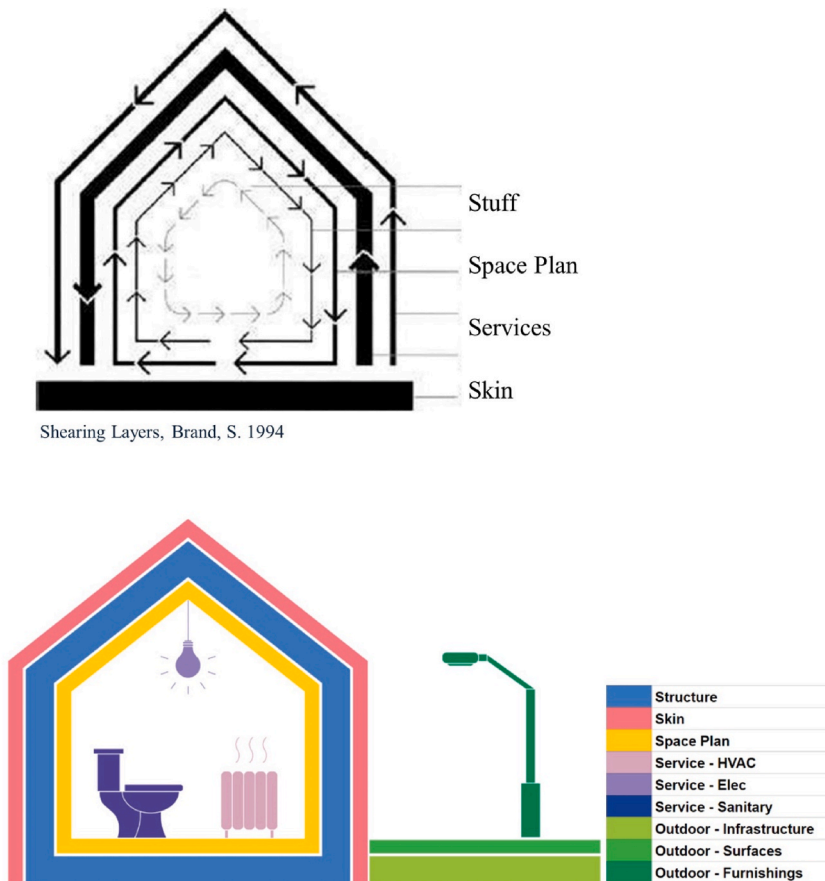 Stuff
Space Plan
Services
Skin
Shearing Layers, Brand, S. 1994
Structure
Skin
Space Plan
Service - HVAC
Service - Elec
Service - Sanitary
Outdoor - Infrastructure
Outdoor - Surfaces
Outdoor - Furnishings